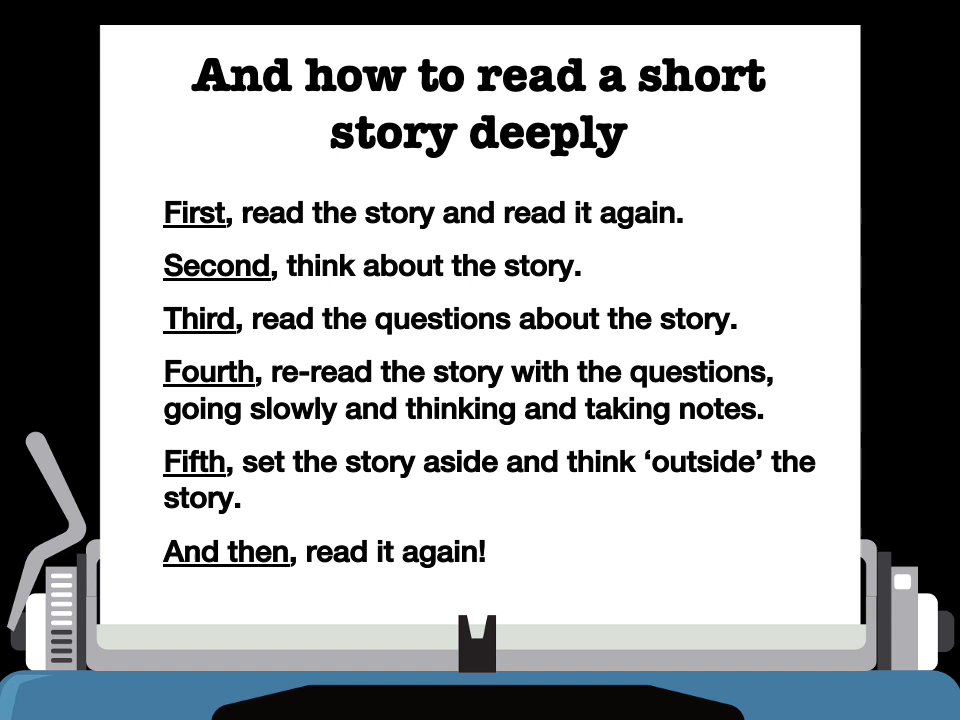 And how to read a short
story deeply
First, read the story and read it again.
Second, think about the story.
Third, read the questions about the story.
Fourth, re-read the story with the questions,
going slowly and thinking and taking notes.
Fifth, set the story aside and think ‘outside’ the
story.
And then, read it again!